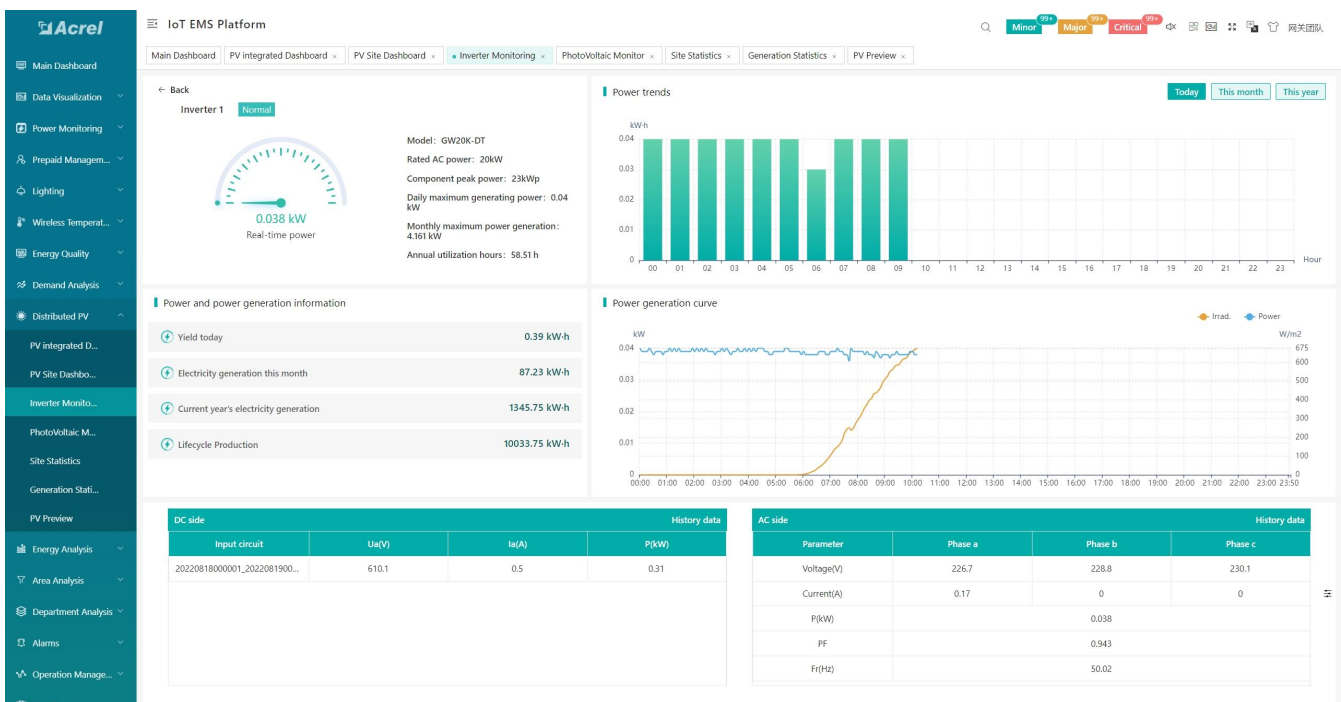 Acrel
IoT EMS Platform
Minor 99+ Major 99+ Critical 99+ 网关团队
Main Dashboard PV integrated Dashboard × PV Site Dashboard × Inverter Monitoring × PhotoVoltaic Monitor × Site Statistics × Generation Statistics × PV Preview ×
Main Dashboard
Data Visualization
Power Monitoring
Prepaid Managem...
Lighting
Wireless Temperat...
Energy Quality
Demand Analysis
Distributed PV
PV integrated D...
PV Site Dashbo...
Inverter Monito...
PhotoVoltaic M...
Site Statistics
Generation Stati...
PV Preview
Energy Analysis
Area Analysis
Department Analysis
Alarms
Operation Manage...
← Back
Inverter 1 Normal
0.038 kW
Real-time power
Model: GW20K-DT
Rated AC power: 20kW
Component peak power: 23kWp
Daily maximum generating power: 0.04
kW
Monthly maximum power generation:
4.161 kW
Annual utilization hours: 58.51 h
Power trends
Today This month This year
kW·h
0.04
0.03
0.02
0.01
0
00 01 02 03 04 05 06 07 08 09 10 11 12 13 14 15 16 17 18 19 20 21 22 23
Hour
Power and power generation information
Yield today 0.39 kW·h
Electricity generation this month 87.23 kW·h
Current year's electricity generation 1345.75 kW·h
Lifecycle Production 10033.75 kW·h
Power generation curve
Irrad. Power
kW W/m2
0.04
0.03
0.02
0.01
0
675
600
500
400
300
200
100
0
00:00 01:00 02:00 03:00 04:00 05:00 06:00 07:00 08:00 09:00 10:00 11:00 12:00 13:00 14:00 15:00 16:00 17:00 18:00 19:00 20:00 21:00 22:00 23:00 23:50
DC side History data
Input circuit Ua(V) Ia(A) P(kW)
20220818000001_2022081900... 610.1 0.5 0.31
AC side History data
Parameter Phase a Phase b Phase c
Voltage(V) 226.7 228.8 230.1
Current(A) 0.17 0 0
P(kW) 0.038
PF 0.943
Fr(Hz) 50.02